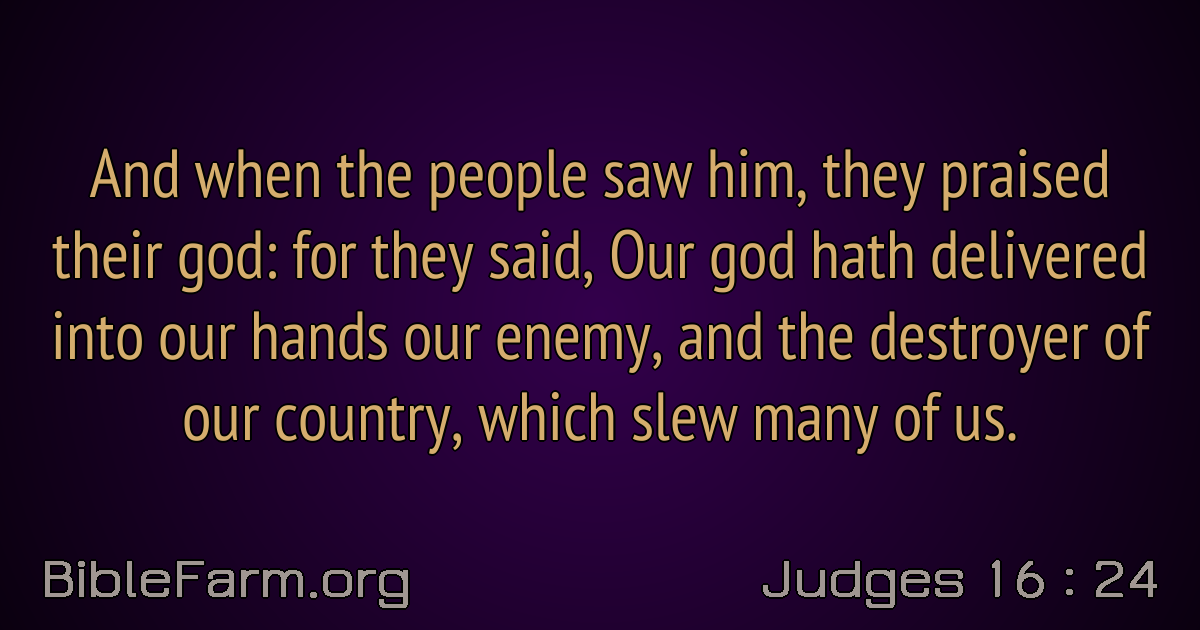 And when the people saw him, they praised
their god: for they said, Our god hath delivered
into our hands our enemy, and the destroyer of
our country, which slew many of us.
BibleFarm.org
Judges 16 : 24